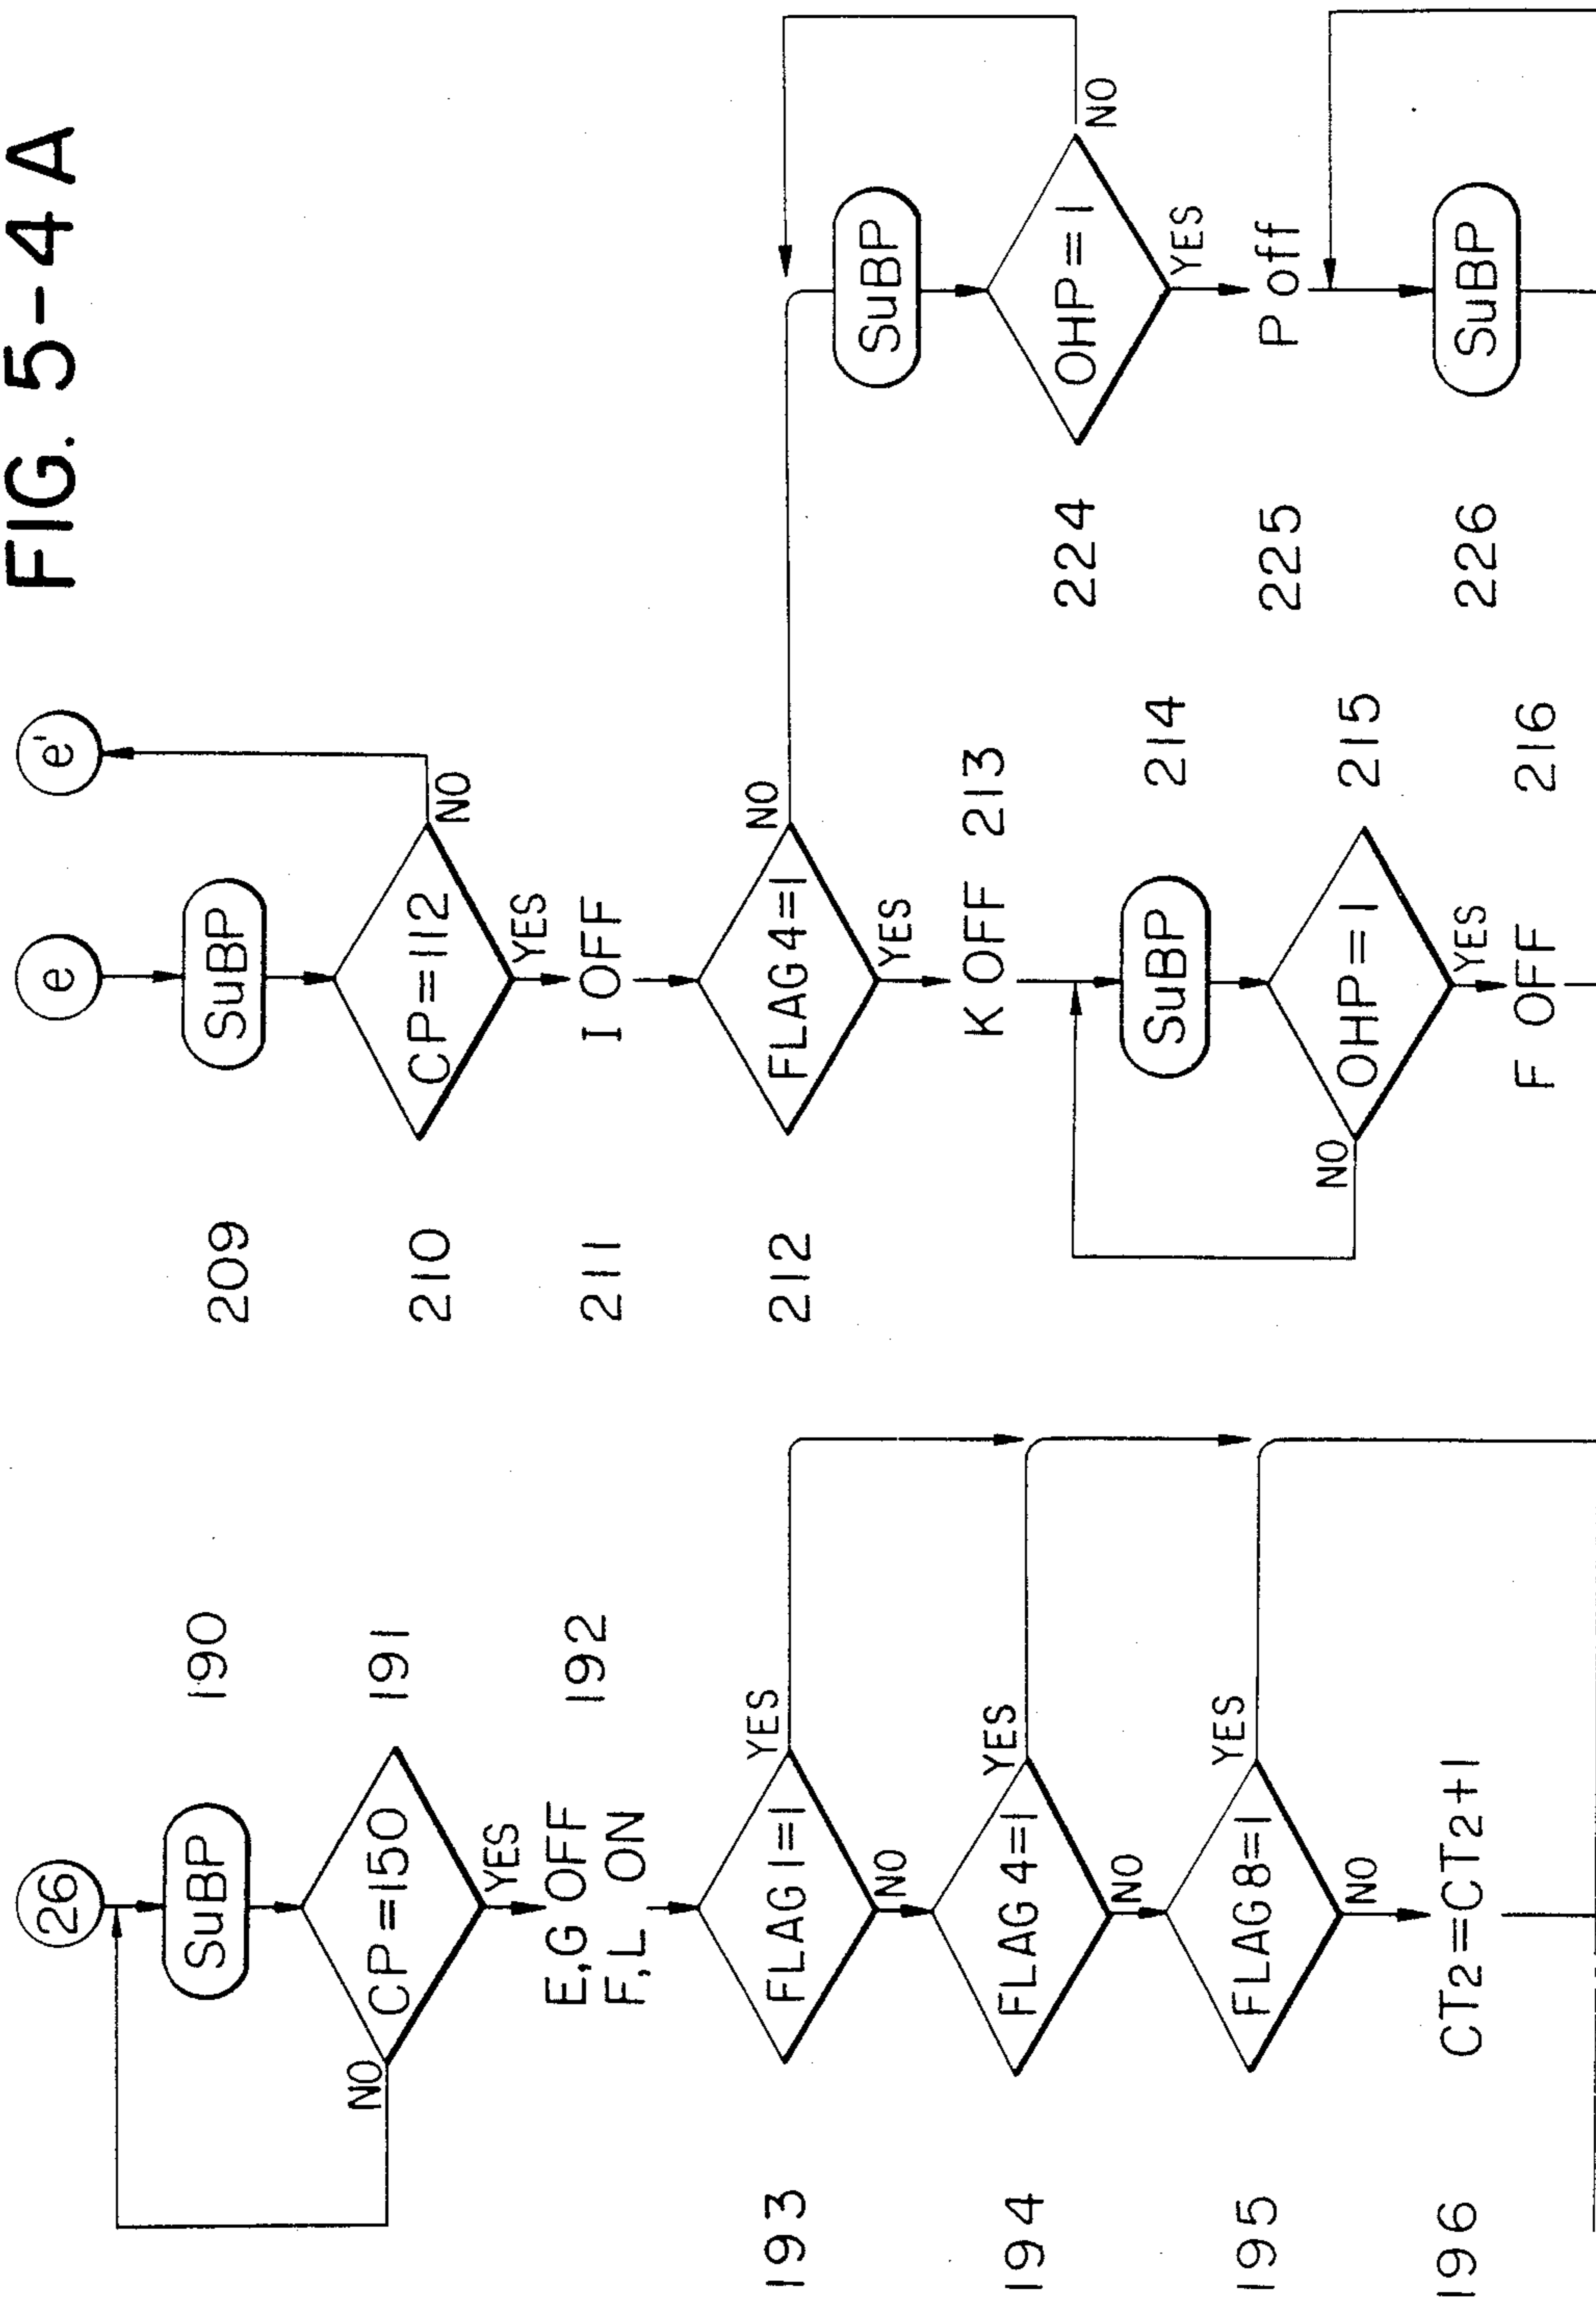 FIG. 5-4 A
26
SuBP
190
CP=150
191
NO
YES
E,G OFF
F,L ON
192
193
FLAG 1=1
YES
NO
194
FLAG 4=1
YES
NO
195
FLAG 8=1
YES
NO
196
CT2=CT2+1
e
e'
209
SuBP
210
CP=112
NO
YES
211
I OFF
212
FLAG 4=1
NO
YES
K OFF 213
SuBP
214
OHP=1
215
NO
YES
F OFF
216
SuBP
224
OHP=1
NO
YES
225
P off
226
SuBP